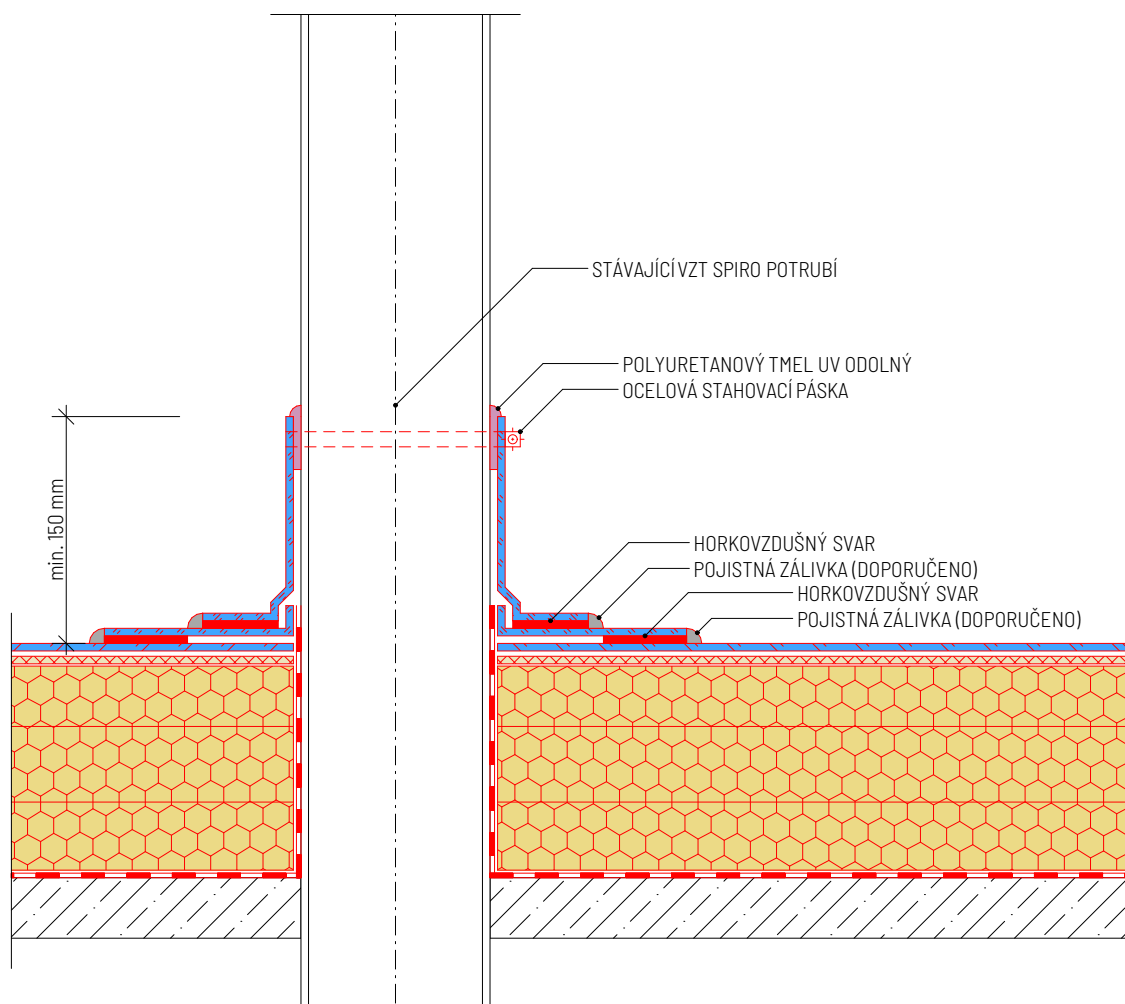 STÁVAJÍCÍ VZT SPIRO POTRUBÍ
POLYURETANOVÝ TMEL UV ODOLNÝ
OCELOVÁ STAHOVACÍ PÁSKA
min. 150 mm
HORKOVZDUŠNÝ SVAR
POJISTNÁ ZÁLIVKA (DOPORUČENO)
HORKOVZDUŠNÝ SVAR
POJISTNÁ ZÁLIVKA (DOPORUČENO)